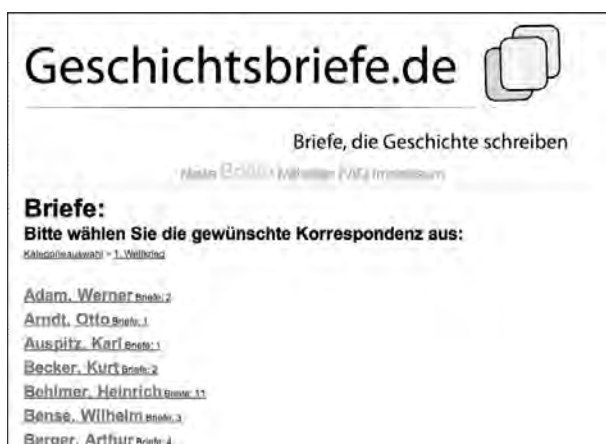 Geschichtsbriefe.de
Briefe, die Geschichte schreiben
Briefe Impressum
Briefe:
Bitte wählen Sie die gewünschte Korrespondenz aus:
Kategorieauswahl > 1. Weltkrieg
Adam, Werner Briefe: 2
Arndt, Otto Briefe: 1
Auspitz, Karl Briefe: 1
Becker, Kurt Briefe: 2
Behlmer, Heinrich Briefe: 11
Bense, Wilhelm Briefe: 3
Berger, Arthur Briefe: 4